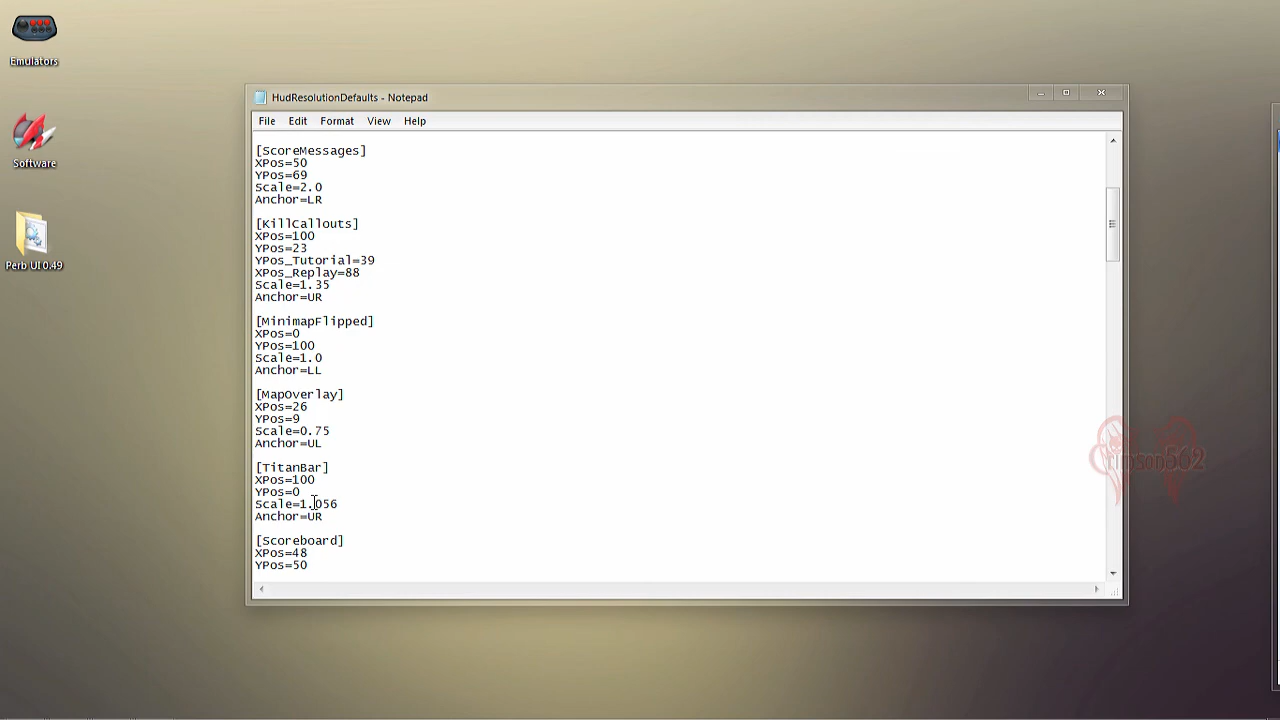 Emulators
Software
Perb UI 0.49
HudResolutionDefaults - Notepad
File Edit Format View Help
[ScoreMessages]
XPos=50
YPos=69
Scale=2.0
Anchor=LR
[KillCallouts]
XPos=100
YPos=23
YPos_Tutorial=39
XPos_Replay=88
Scale=1.35
Anchor=UR
[MinimapFlipped]
XPos=0
YPos=100
Scale=1.0
Anchor=LL
[MapOverlay]
XPos=26
YPos=9
Scale=0.75
Anchor=UL
[TitanBar]
XPos=100
YPos=0
Scale=1.056
Anchor=UR
[Scoreboard]
XPos=48
YPos=50